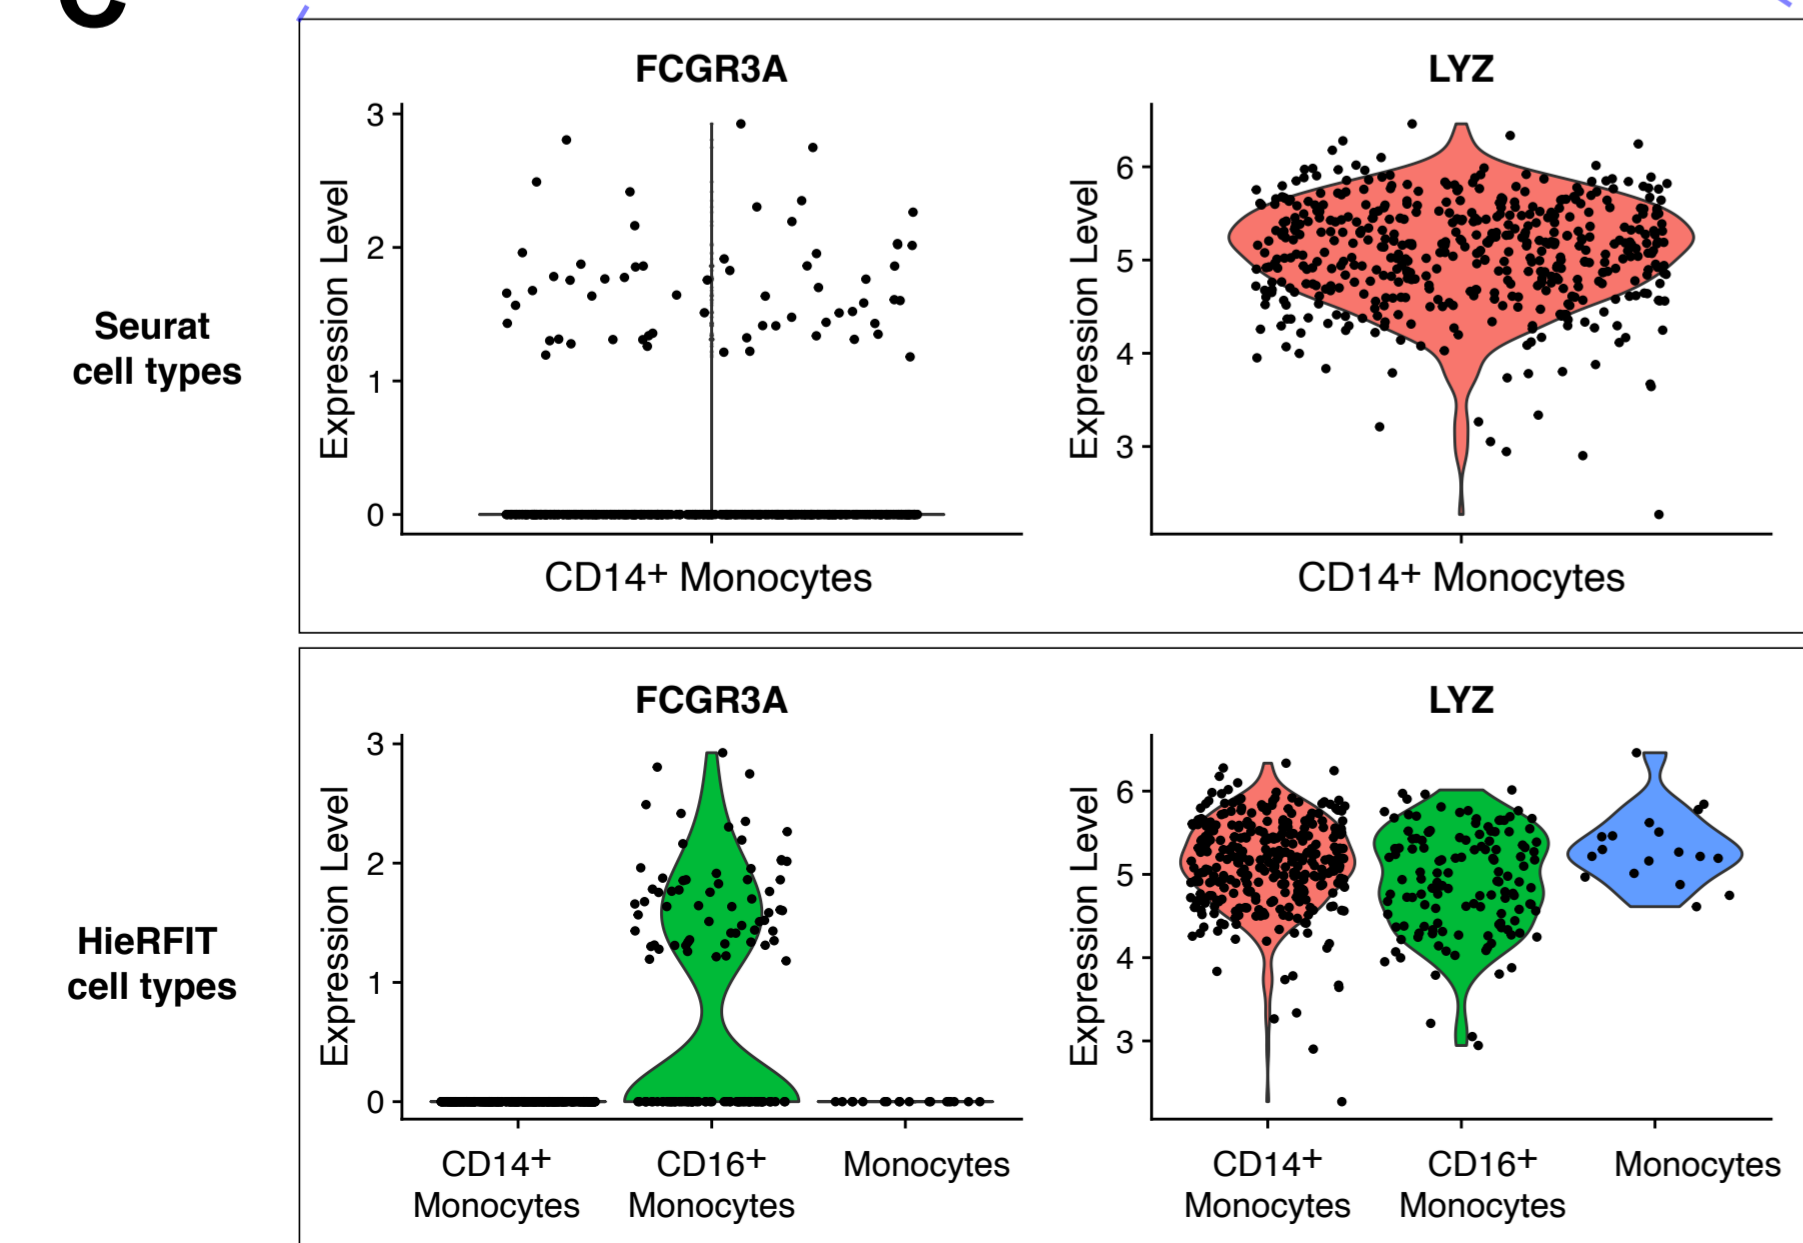 C
FCGR3A
LYZ
Seurat
cell types
Expression Level
3
2
1
0
CD14+ Monocytes
Expression Level
6
5
4
3
CD14+ Monocytes
FCGR3A
LYZ
HieRFIT
cell types
Expression Level
3
2
1
0
CD14+
Monocytes
CD16+
Monocytes
Monocytes
Expression Level
6
5
4
3
CD14+
Monocytes
CD16+
Monocytes
Monocytes